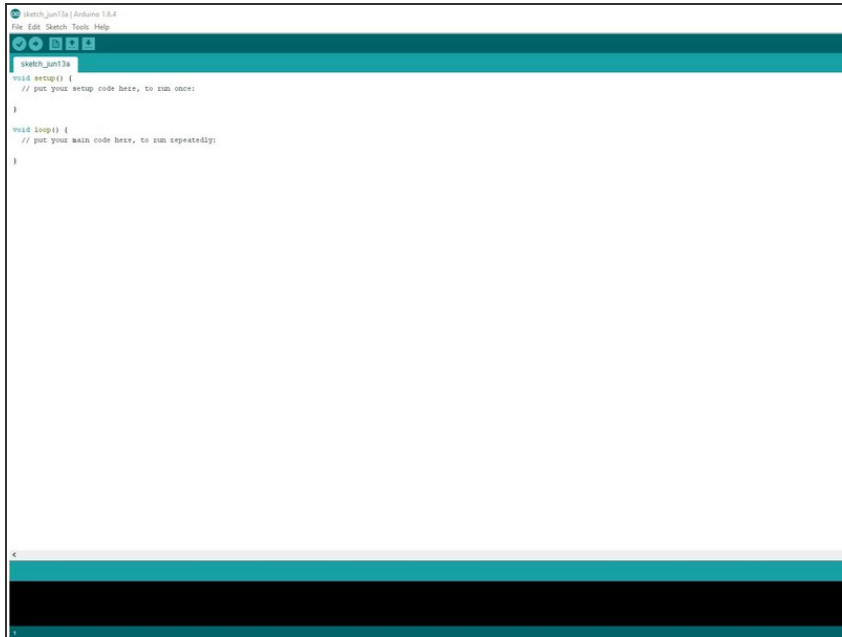 sketch_jun13a | Arduino 1.6.4
File Edit Sketch Tools Help
sketch_jun13a
void setup() {
// put your setup code here, to run once:
}
void loop() {
// put your main code here, to run repeatedly:
}
1